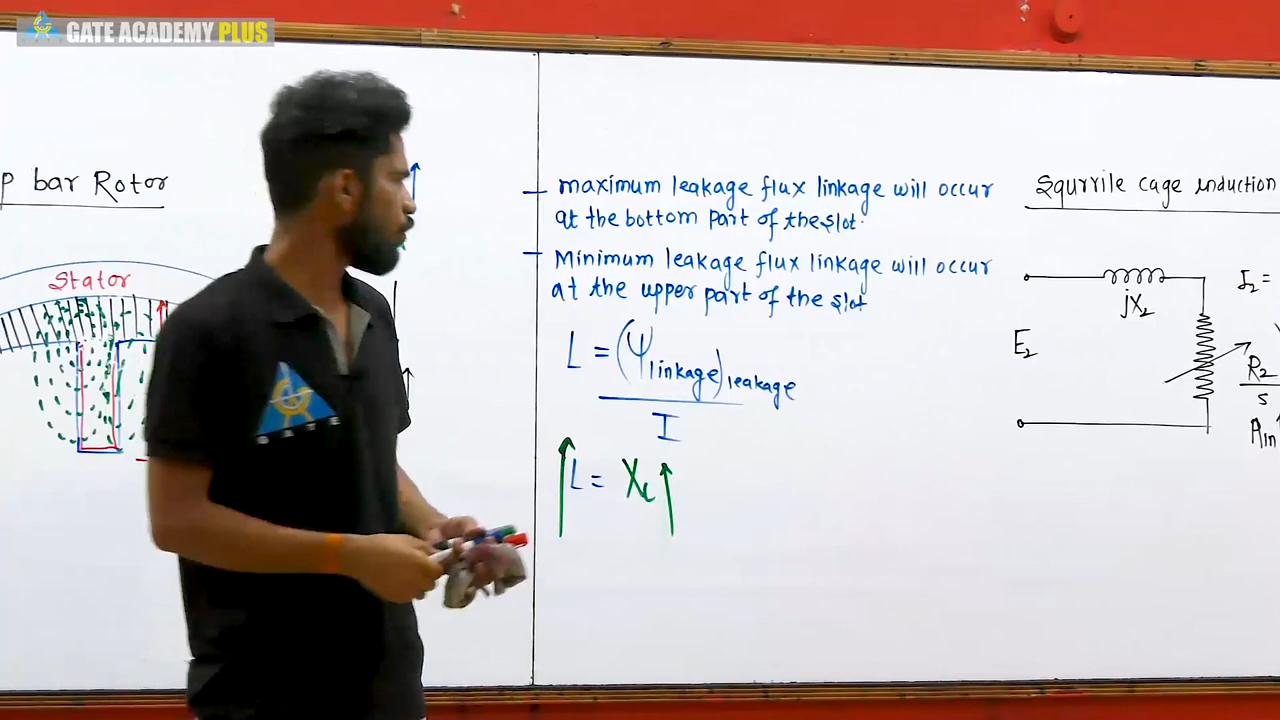 GATE ACADEMY PLUS
p bar Rotor
Stator
GATE
maximum leakage flux linkage will occur
at the bottom part of the slot.
Minimum leakage flux linkage will occur
at the upper part of the slot
L = (Ψlinkage)leakage
I
L = XL
Squrrile cage induction
jX2
I2 =
E2
R2
s